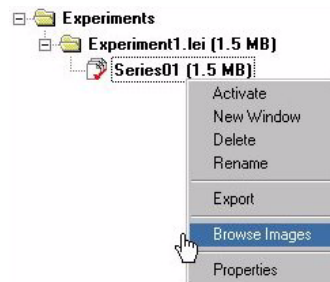 Experiments
Experiment1.lei (1.5 MB)
Series01 (1.5 MB)
Activate
New Window
Delete
Rename
Export
Browse Images
Properties